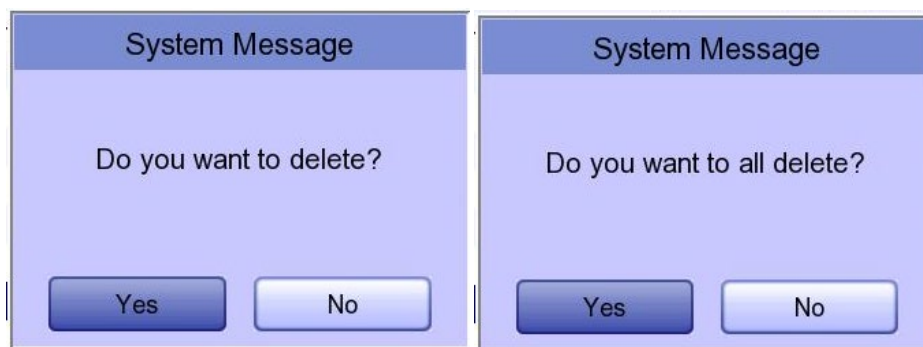 System Message
Do you want to delete?
Yes No
System Message
Do you want to all delete?
Yes No